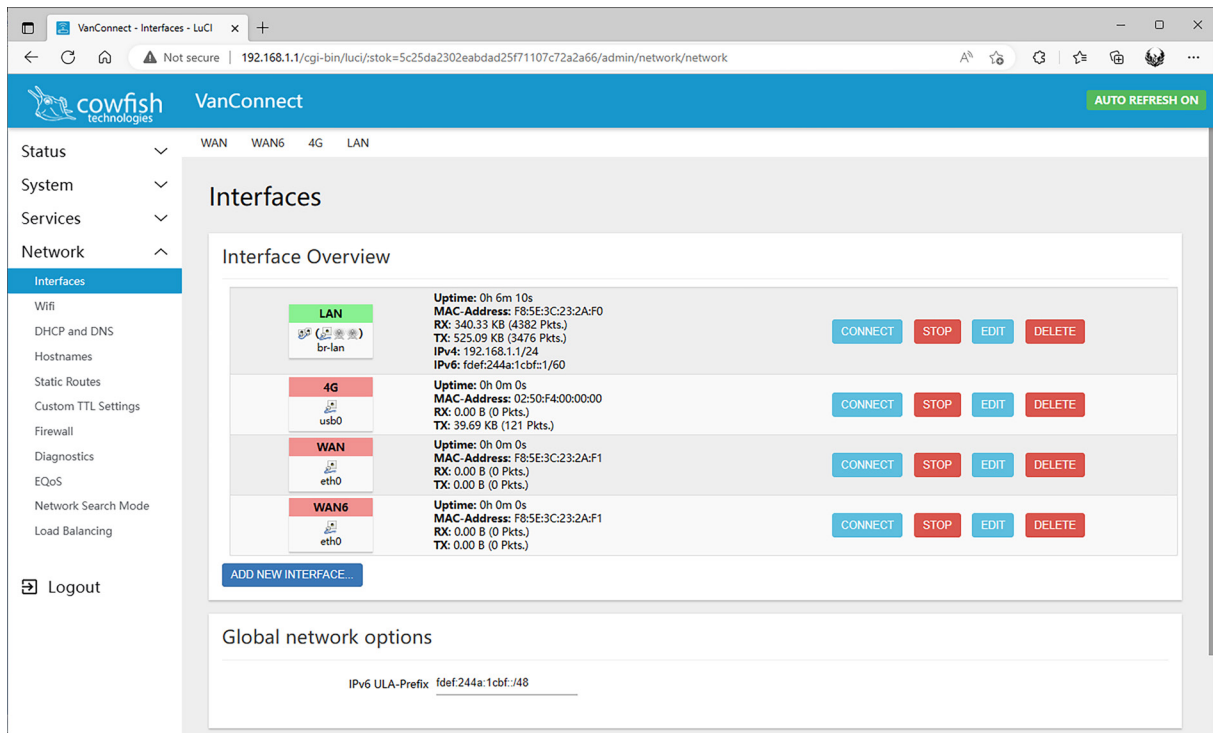 VanConnect - Interfaces - LuCI
Not secure 192.168.1.1/cgi-bin/luci/;stok=5c25da2302eabdad25f71107c72a2a66/admin/network/network
cowfish
technologies
VanConnect
AUTO REFRESH ON
WAN WAN6 4G LAN
Status
System
Services
Network
Interfaces
Wifi
DHCP and DNS
Hostnames
Static Routes
Custom TTL Settings
Firewall
Diagnostics
EQoS
Network Search Mode
Load Balancing
Logout
Interfaces
Interface Overview
LAN
br-lan
Uptime: 0h 6m 10s
MAC-Address: F8:5E:3C:23:2A:F0
RX: 340.33 KB (4382 Pkts.)
TX: 525.09 KB (3476 Pkts.)
IPv4: 192.168.1.1/24
IPv6: fdef:244a:1cbf::1/60
CONNECT STOP EDIT DELETE
4G
usb0
Uptime: 0h 0m 0s
MAC-Address: 02:50:F4:00:00:00
RX: 0.00 B (0 Pkts.)
TX: 39.69 KB (121 Pkts.)
CONNECT STOP EDIT DELETE
WAN
eth0
Uptime: 0h 0m 0s
MAC-Address: F8:5E:3C:23:2A:F1
RX: 0.00 B (0 Pkts.)
TX: 0.00 B (0 Pkts.)
CONNECT STOP EDIT DELETE
WAN6
eth0
Uptime: 0h 0m 0s
MAC-Address: F8:5E:3C:23:2A:F1
RX: 0.00 B (0 Pkts.)
TX: 0.00 B (0 Pkts.)
CONNECT STOP EDIT DELETE
ADD NEW INTERFACE...
Global network options
IPv6 ULA-Prefix fdef:244a:1cbf::/48